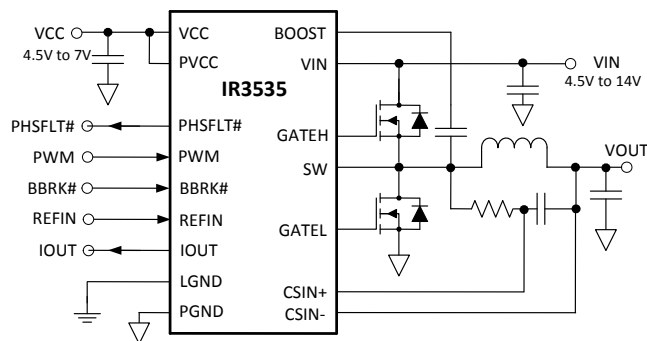 VCC
4.5V to 7V
PHSFLT#
PWM
BBRK#
REFIN
IOUT
VCC
PVCC
IR3535
PHSFLT#
PWM
BBRK#
REFIN
IOUT
LGND
PGND
BOOST
VIN
GATEH
SW
GATEL
CSIN+
CSIN-
VIN
4.5V to 14V
VOUT